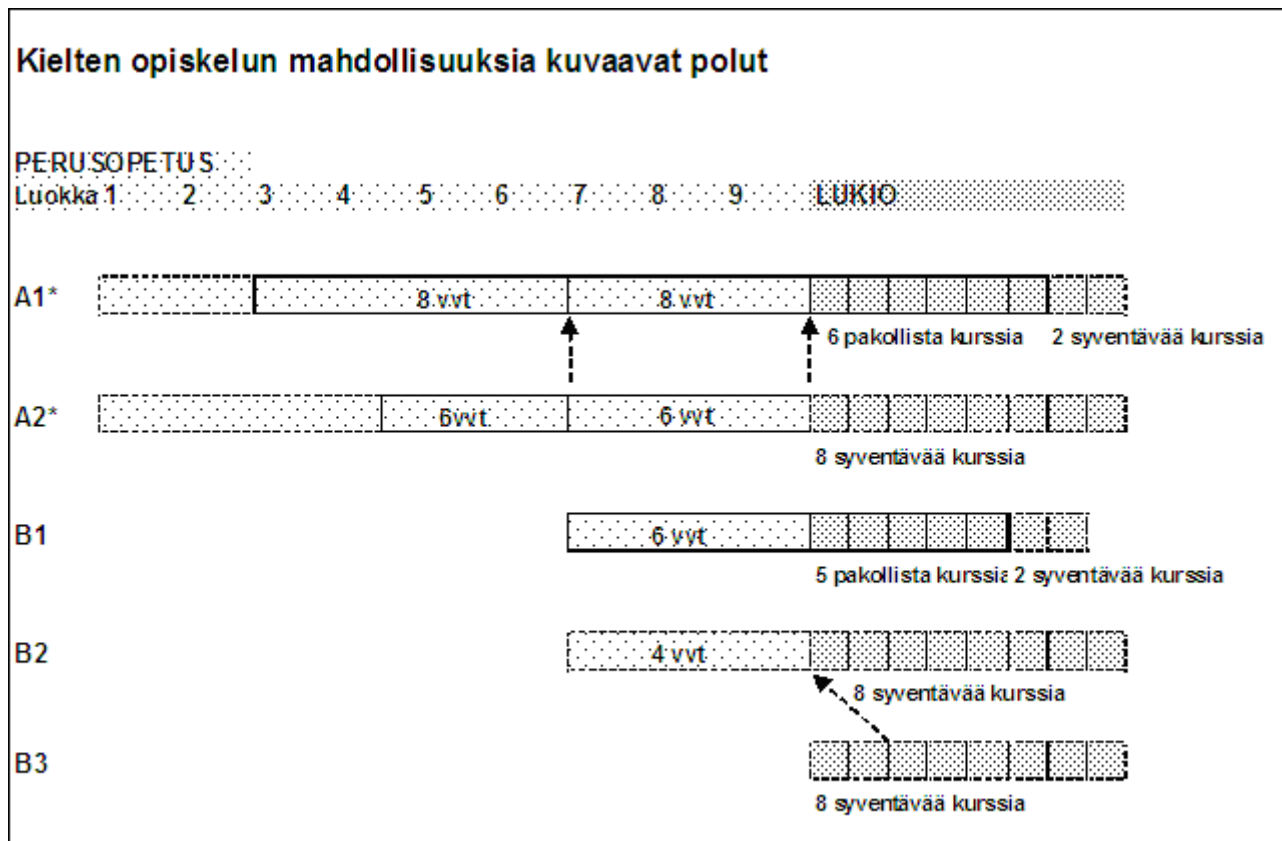 Kielten opiskelun mahdollisuuksia kuvaavat polut
PERUSOPETUS
Luokka 1 2 3 4 5 6 7 8 9 LUKIO
A1* 8 vvt 8 vvt
6 pakollista kurssia 2 syventävää kurssia
A2* 6vvt 6 vvt
8 syventävää kurssia
B1 6 vvt
5 pakollista kurssia 2 syventävää kurssia
B2 4 vvt
8 syventävää kurssia
B3
8 syventävää kurssia